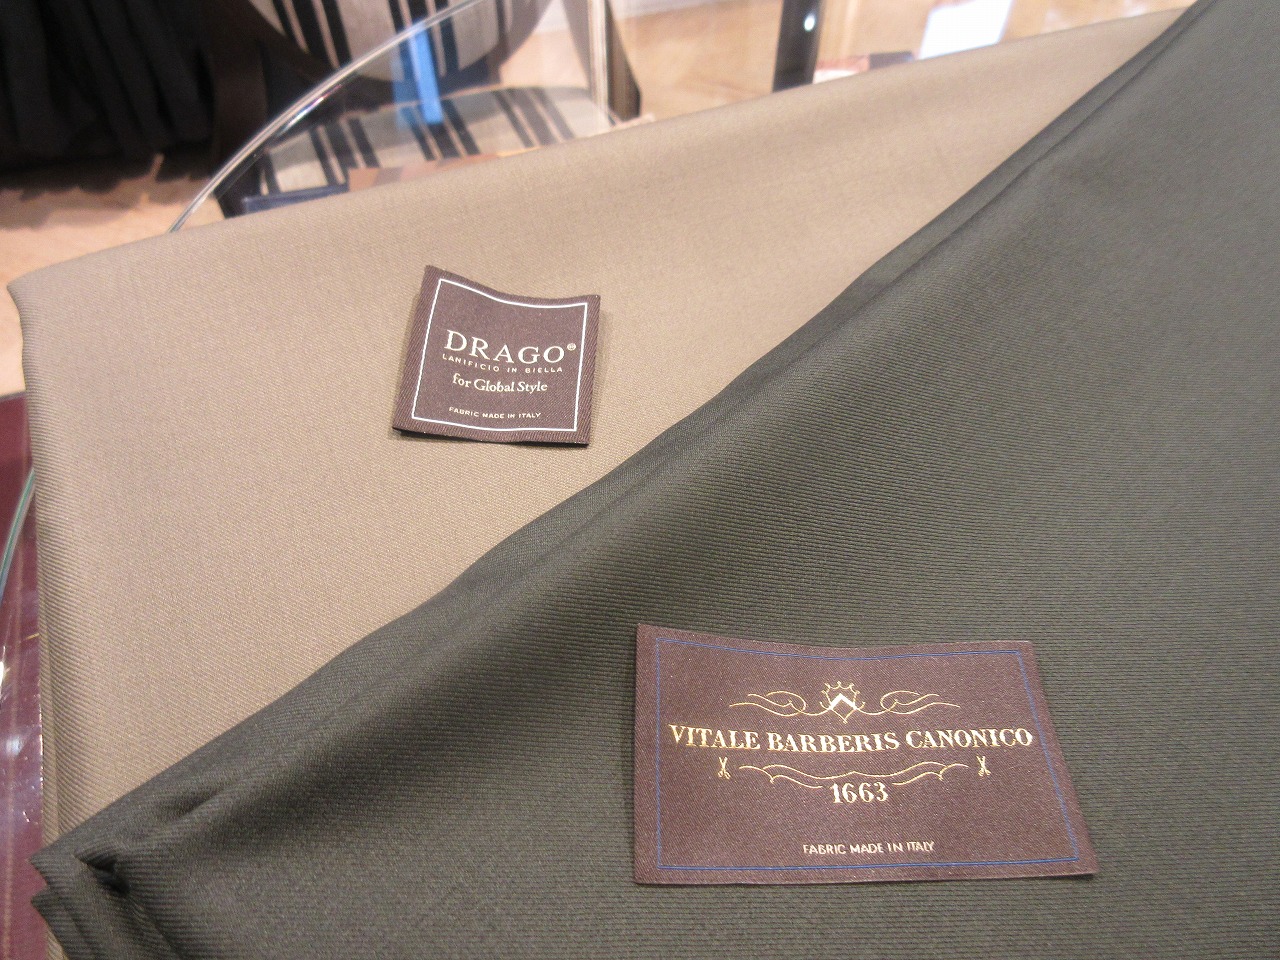 DRAGO®
LANIFICIO IN BIELLA
for Global Style
FABRIC MADE IN ITALY
VITALE BARBERIS CANONICO
1663
FABRIC MADE IN ITALY